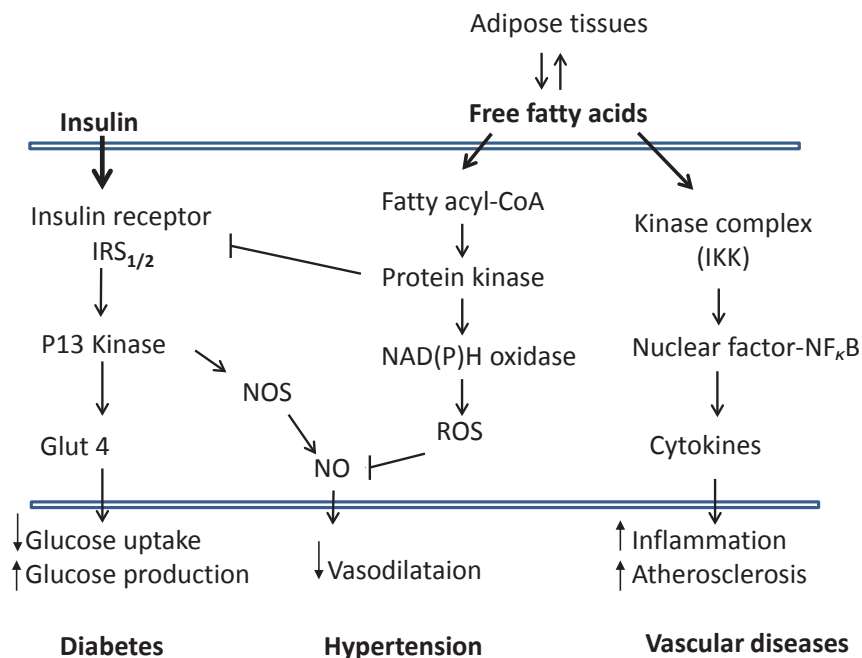 Adipose tissues
Free fatty acids
Insulin
Insulin receptor
IRS1/2
P13 Kinase
Glut 4
NOS
NO
Fatty acyl-CoA
Protein kinase
NAD(P)H oxidase
ROS
Kinase complex
(IKK)
Nuclear factor-NFκB
Cytokines
↓Glucose uptake
↑Glucose production
↓Vasodilataion
↑Inflammation
↑Atherosclerosis
Diabetes
Hypertension
Vascular diseases